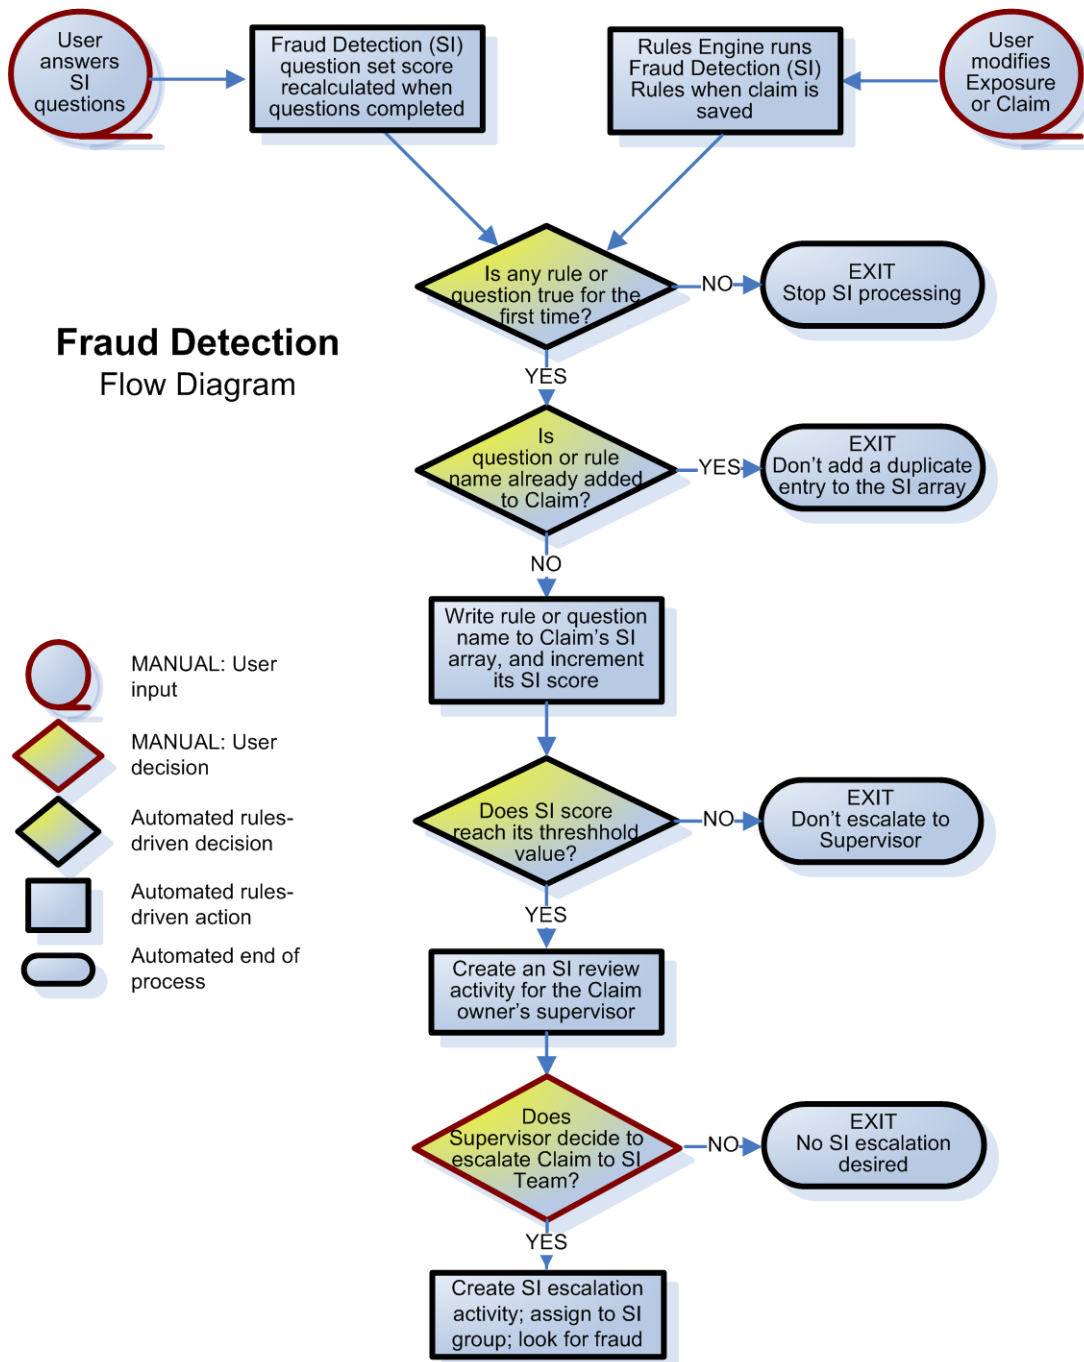 User
answers
SI
questions
Fraud Detection (SI)
question set score
recalculated when
questions completed
Rules Engine runs
Fraud Detection (SI)
Rules when claim is
saved
User
modifies
Exposure
or Claim
Is any rule or
question true for the
first time?
NO
EXIT
Stop SI processing
Fraud Detection
Flow Diagram
YES
Is
question or rule
name already added
to Claim?
YES
EXIT
Don't add a duplicate
entry to the SI array
NO
Write rule or question
name to Claim's SI
array, and increment
its SI score
MANUAL: User
input
MANUAL: User
decision
Automated rules-
driven decision
Automated rules-
driven action
Automated end of
process
Does SI score
reach its threshhold
value?
NO
EXIT
Don't escalate to
Supervisor
YES
Create an SI review
activity for the Claim
owner's supervisor
Does
Supervisor decide to
escalate Claim to SI
Team?
NO
EXIT
No SI escalation
desired
YES
Create SI escalation
activity; assign to SI
group; look for fraud